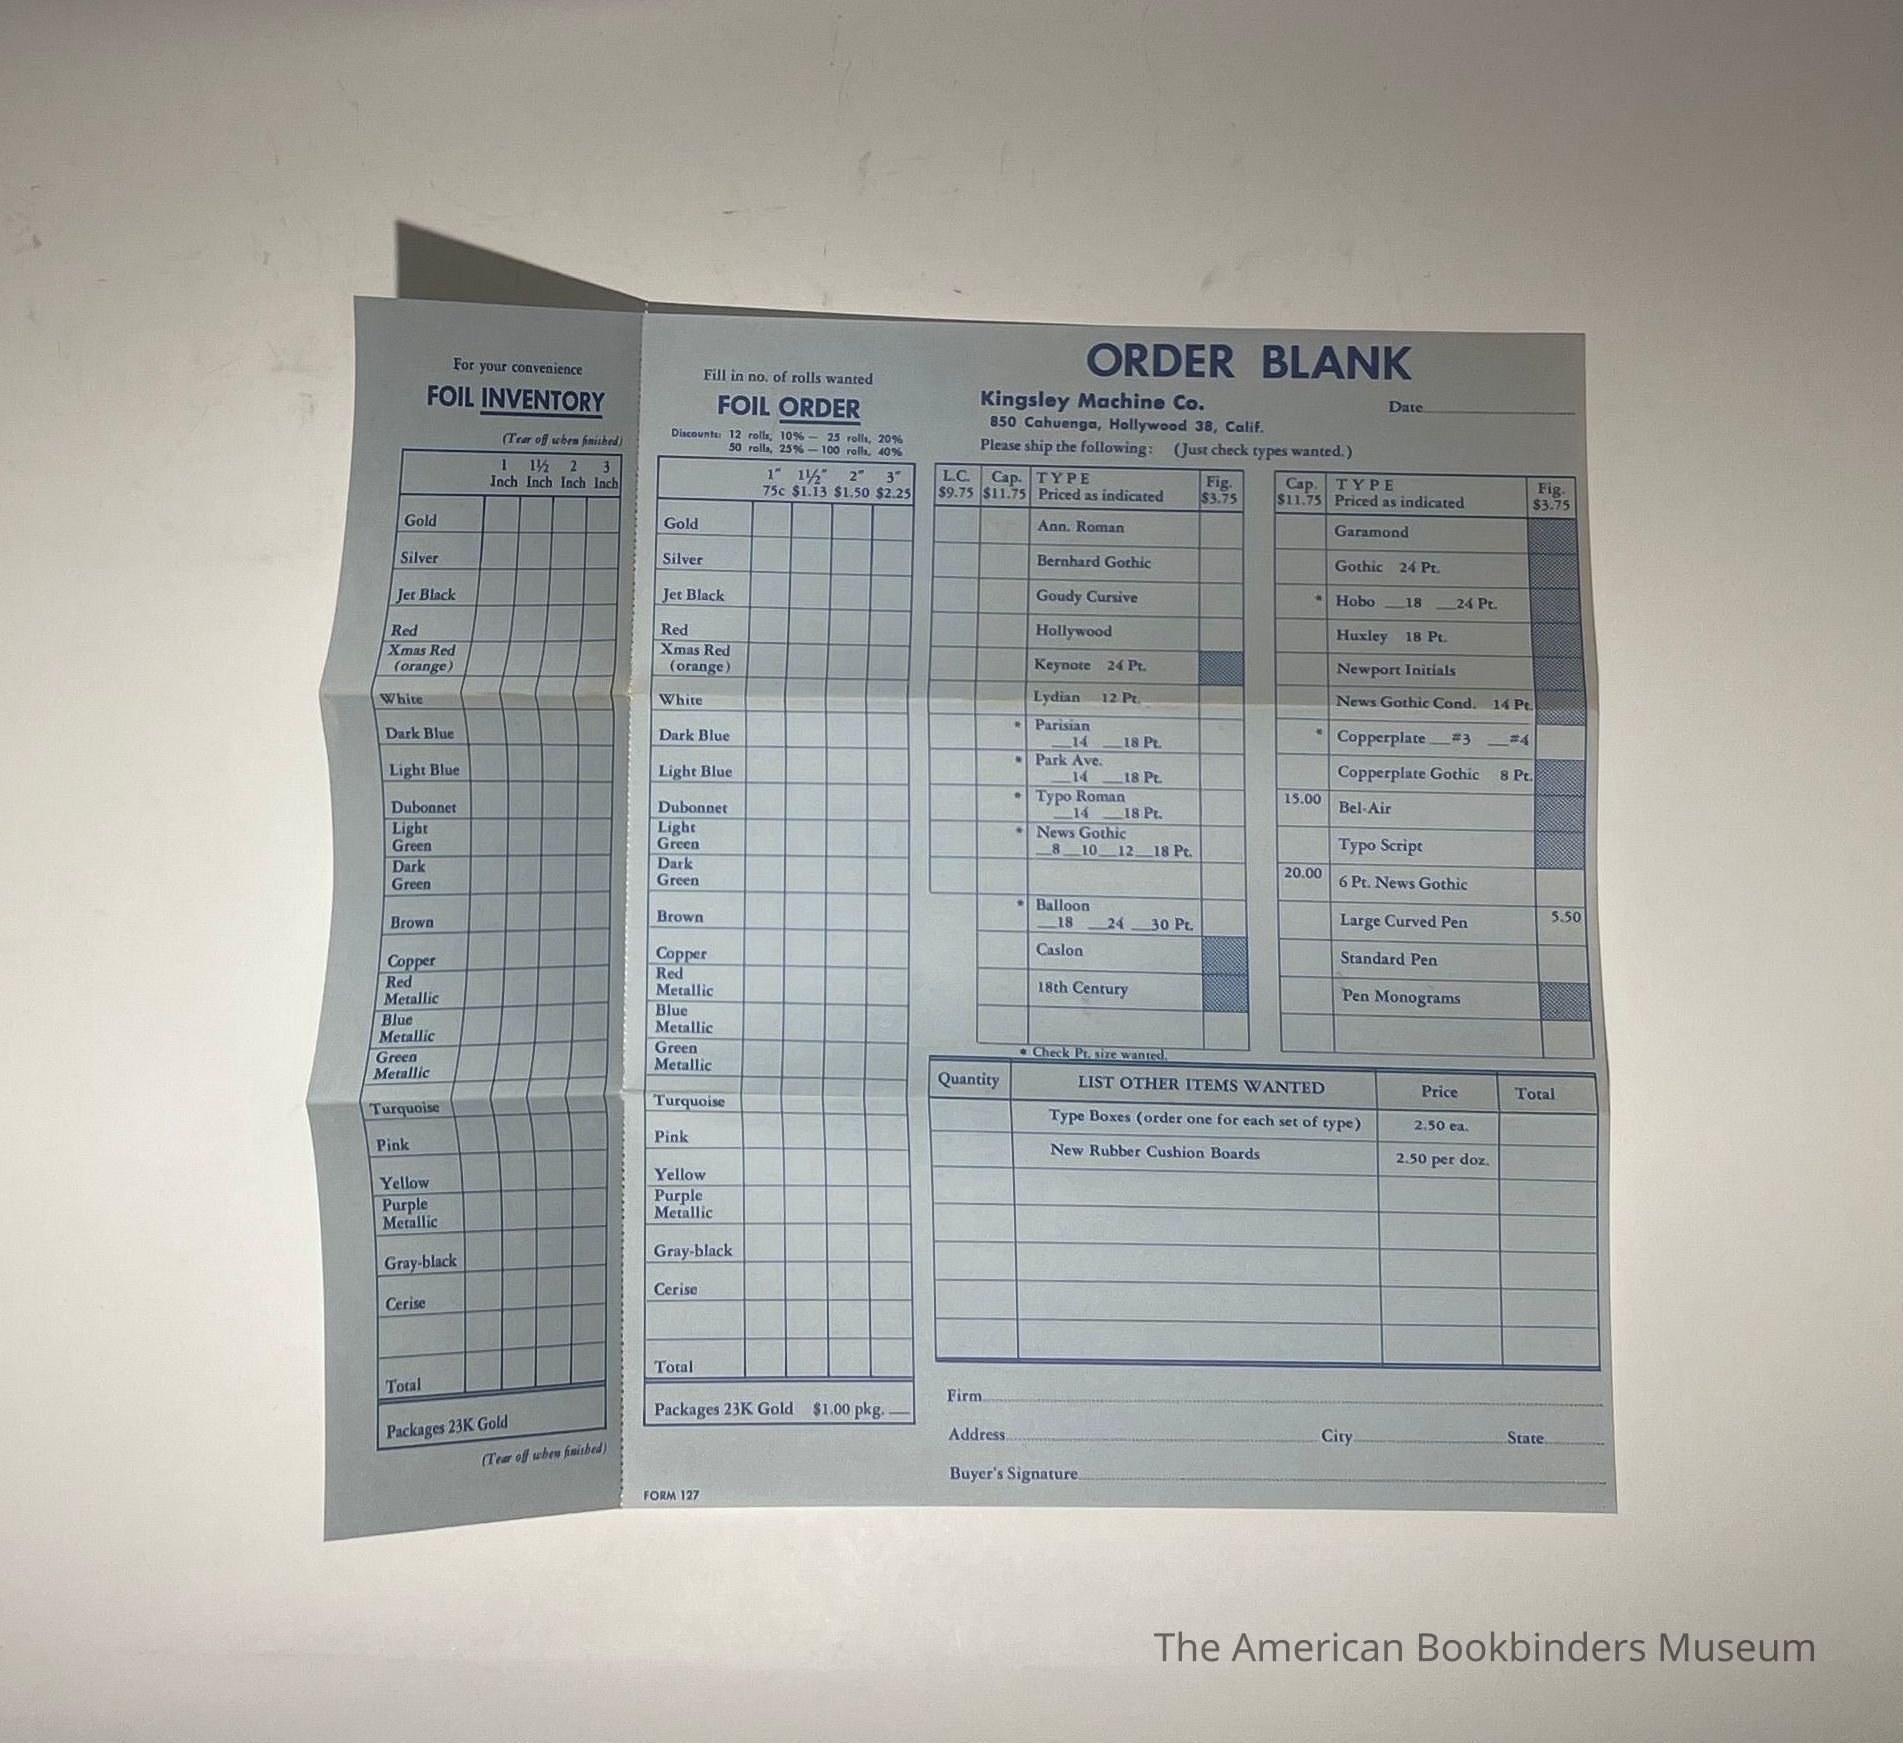 For your convenience
FOIL INVENTORY
(Tear off when finished)
1 Inch 1½ Inch 2 Inch 3 Inch
Gold
Silver
Jet Black
Red
Xmas Red
(orange)
White
Dark Blue
Light Blue
Dubonnet
Light
Green
Dark
Green
Brown
Copper
Red
Metallic
Blue
Metallic
Green
Metallic
Turquoise
Pink
Yellow
Purple
Metallic
Gray-black
Cerise
Total
Packages 23K Gold
(Tear off when finished)
Fill in no. of rolls wanted
FOIL ORDER
Discounts: 12 rolls, 10% — 25 rolls, 20%
50 rolls, 25% — 100 rolls, 40%
1" 1½" 2" 3"
75c $1.13 $1.50 $2.25
Gold
Silver
Jet Black
Red
Xmas Red
(orange)
White
Dark Blue
Light Blue
Dubonnet
Light
Green
Dark
Green
Brown
Copper
Red
Metallic
Blue
Metallic
Green
Metallic
Turquoise
Pink
Yellow
Purple
Metallic
Gray-black
Cerise
Total
Packages 23K Gold $1.00 pkg. __
FORM 127
ORDER BLANK
Kingsley Machine Co.
850 Cahuenga, Hollywood 38, Calif.
Date
Please ship the following: (Just check types wanted.)
L.C. Cap. TYPE Fig.
$9.75 $11.75 Priced as indicated $3.75
Ann. Roman
Bernhard Gothic
Goudy Cursive
Hollywood
Keynote 24 Pt.
Lydian 12 Pt.
* Parisian
__14 __18 Pt.
* Park Ave.
__14 __18 Pt.
* Typo Roman
__14 __18 Pt.
* News Gothic
__8__10__12__18 Pt.
* Balloon
__18 __24 __30 Pt.
Caslon
18th Century
* Check Pt. size wanted.
Cap. TYPE Fig.
$11.75 Priced as indicated $3.75
Garamond
Gothic 24 Pt.
* Hobo __18 __24 Pt.
Huxley 18 Pt.
Newport Initials
News Gothic Cond. 14 Pt.
* Copperplate __#3 __#4
Copperplate Gothic 8 Pt.
15.00 Bel-Air
Typo Script
20.00 6 Pt. News Gothic
Large Curved Pen 5.50
Standard Pen
Pen Monograms
Quantity LIST OTHER ITEMS WANTED Price Total
Type Boxes (order one for each set of type) 2.50 ea.
New Rubber Cushion Boards 2.50 per doz.
Firm
Address City State
Buyer's Signature
The American Bookbinders Museum